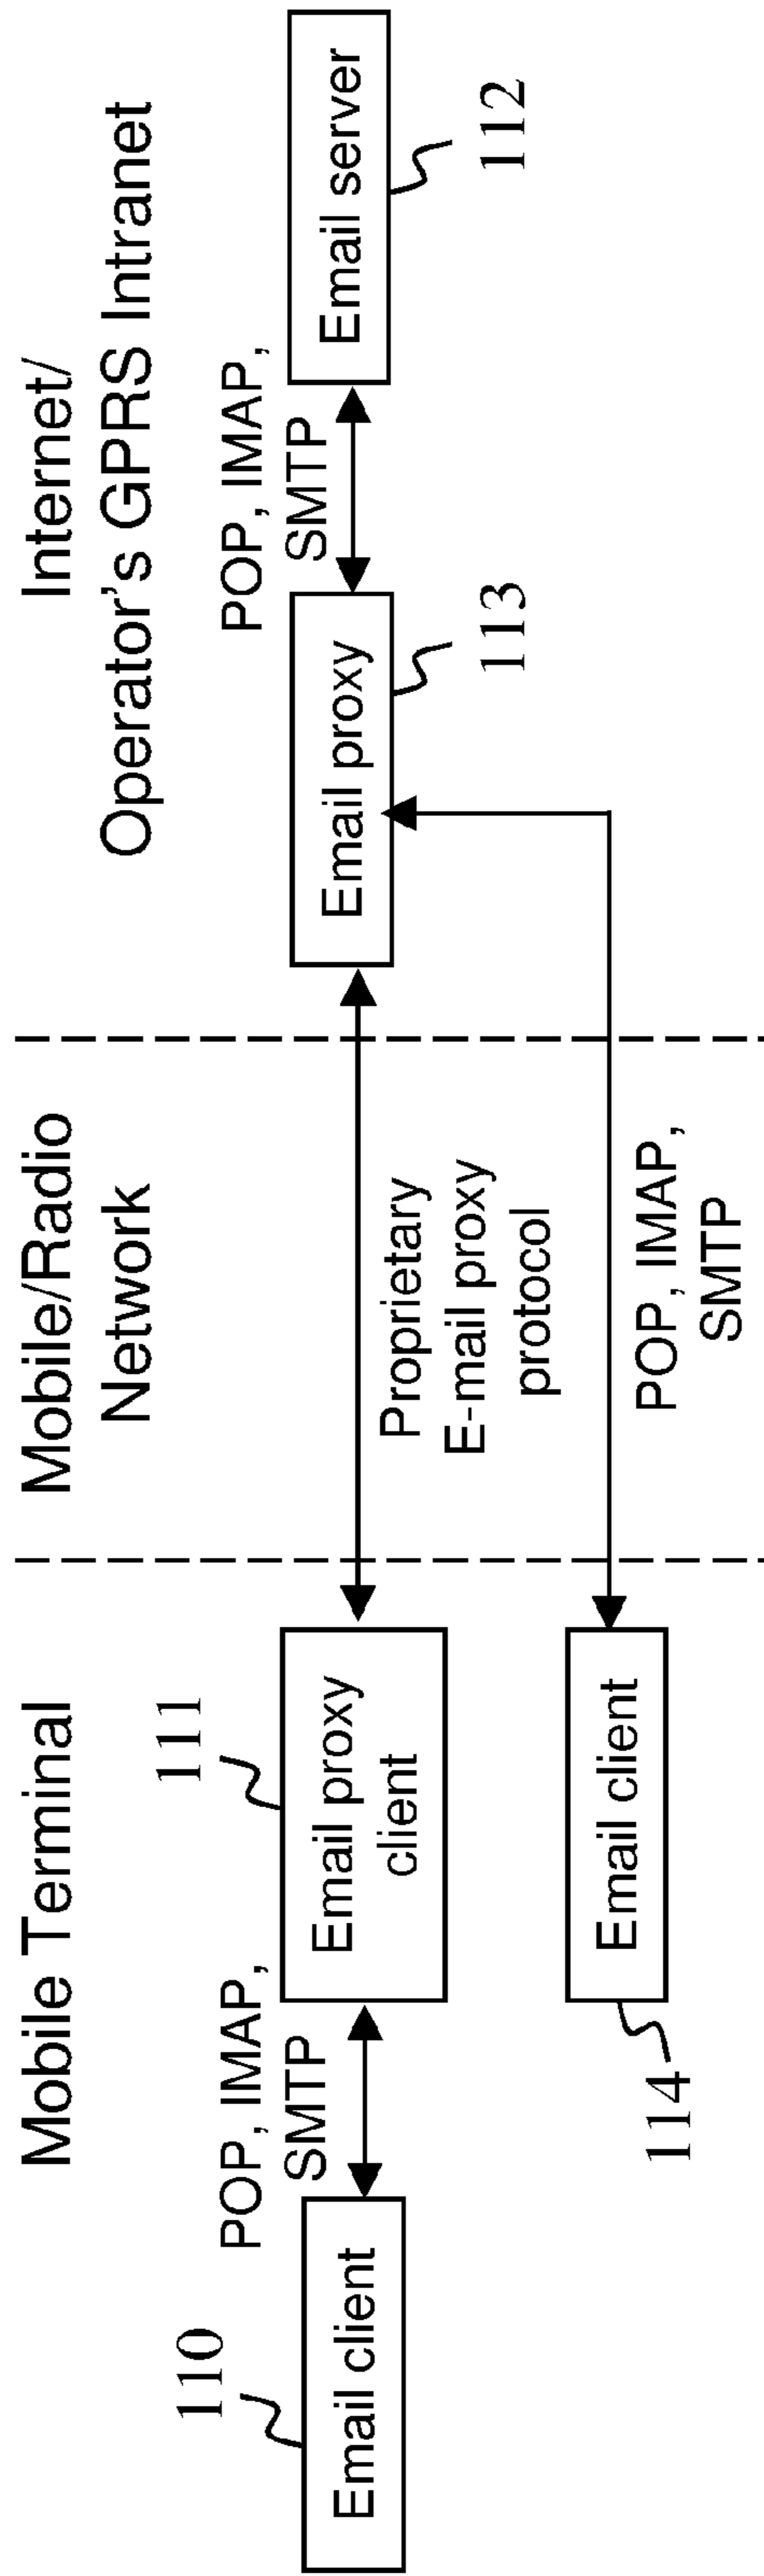 Mobile Terminal
Mobile/Radio
Network
Internet/
Operator's GPRS Intranet
110
Email client
POP, IMAP,
SMTP
111
Email proxy
client
Proprietary
E-mail proxy
protocol
Email proxy
113
POP, IMAP,
SMTP
Email server
112
114
Email client
POP, IMAP,
SMTP